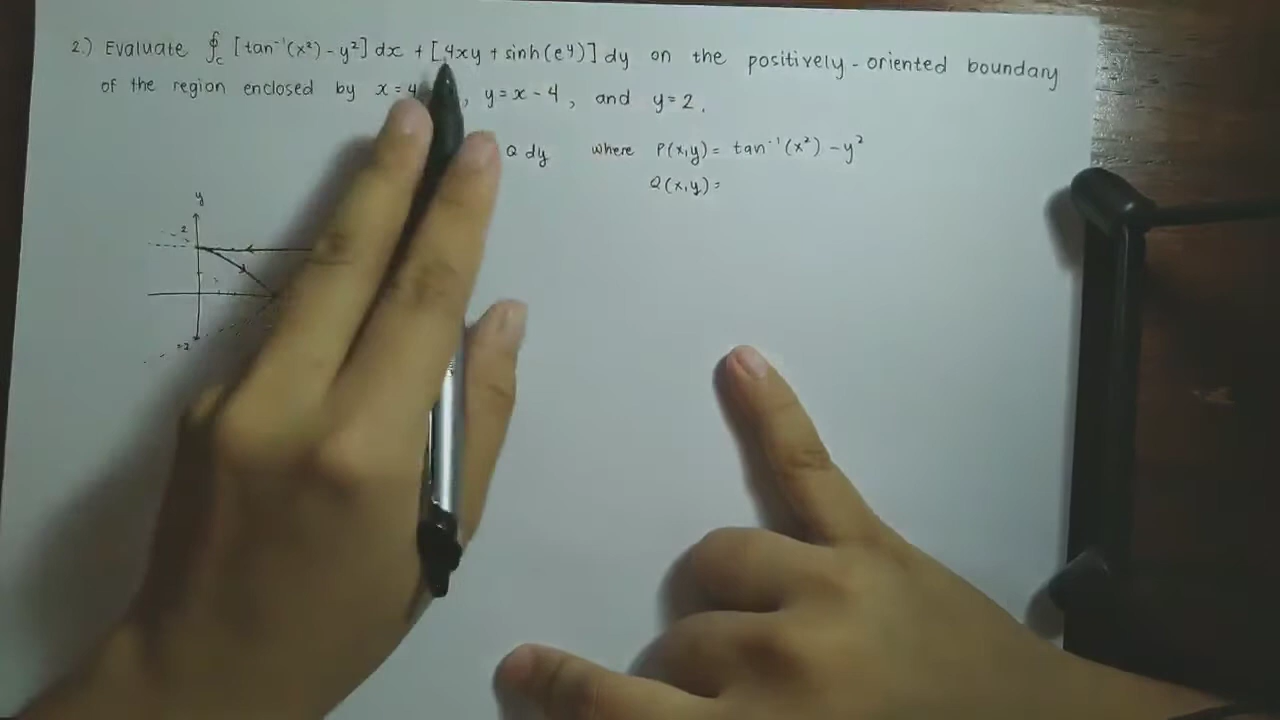 2.) Evaluate ∮c [tan⁻¹(x²) - y²] dx + [4xy + sinh(e^y)] dy on the positively-oriented boundary
of the region enclosed by x = 4 , y = x - 4 , and y = 2 .
Q dy where P(x,y) = tan⁻¹(x²) - y²
Q(x,y) =
y
2
-2